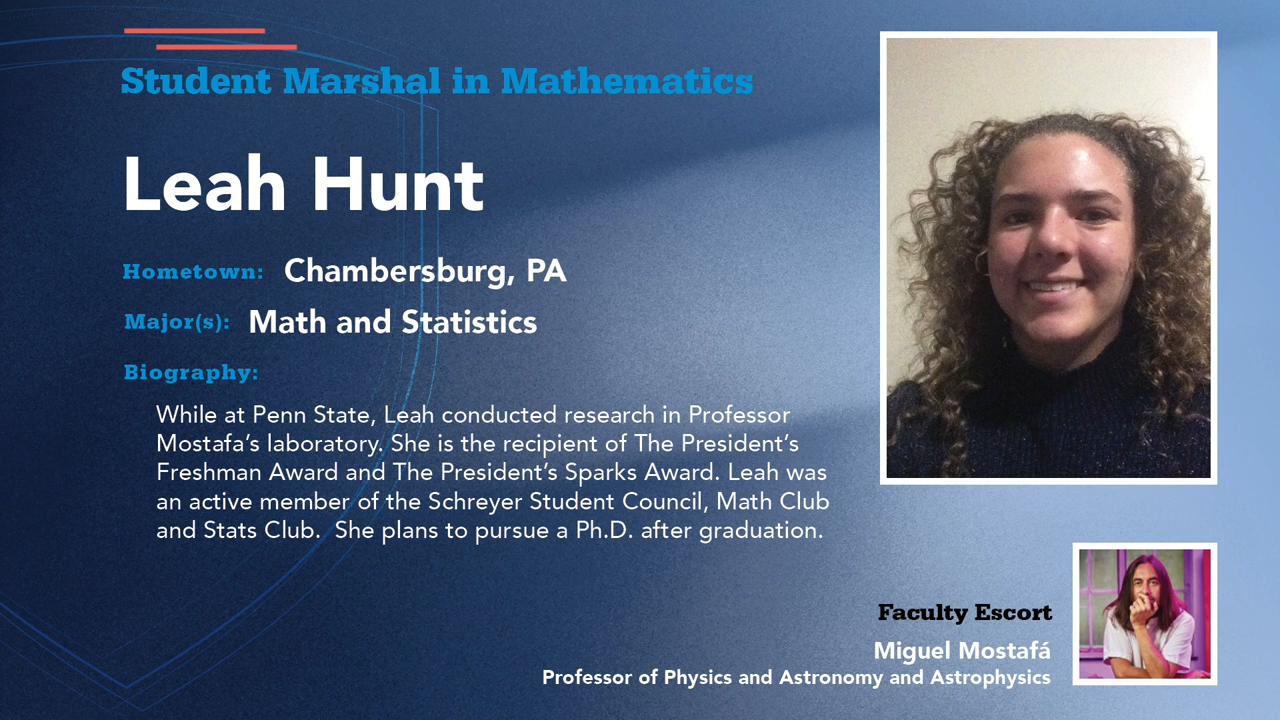 Student Marshal in Mathematics
Leah Hunt
Hometown: Chambersburg, PA
Major(s): Math and Statistics
Biography:
While at Penn State, Leah conducted research in Professor
Mostafa’s laboratory. She is the recipient of The President’s
Freshman Award and The President’s Sparks Award. Leah was
an active member of the Schreyer Student Council, Math Club
and Stats Club.  She plans to pursue a Ph.D. after graduation.
Faculty Escort
Miguel Mostafá
Professor of Physics and Astronomy and Astrophysics